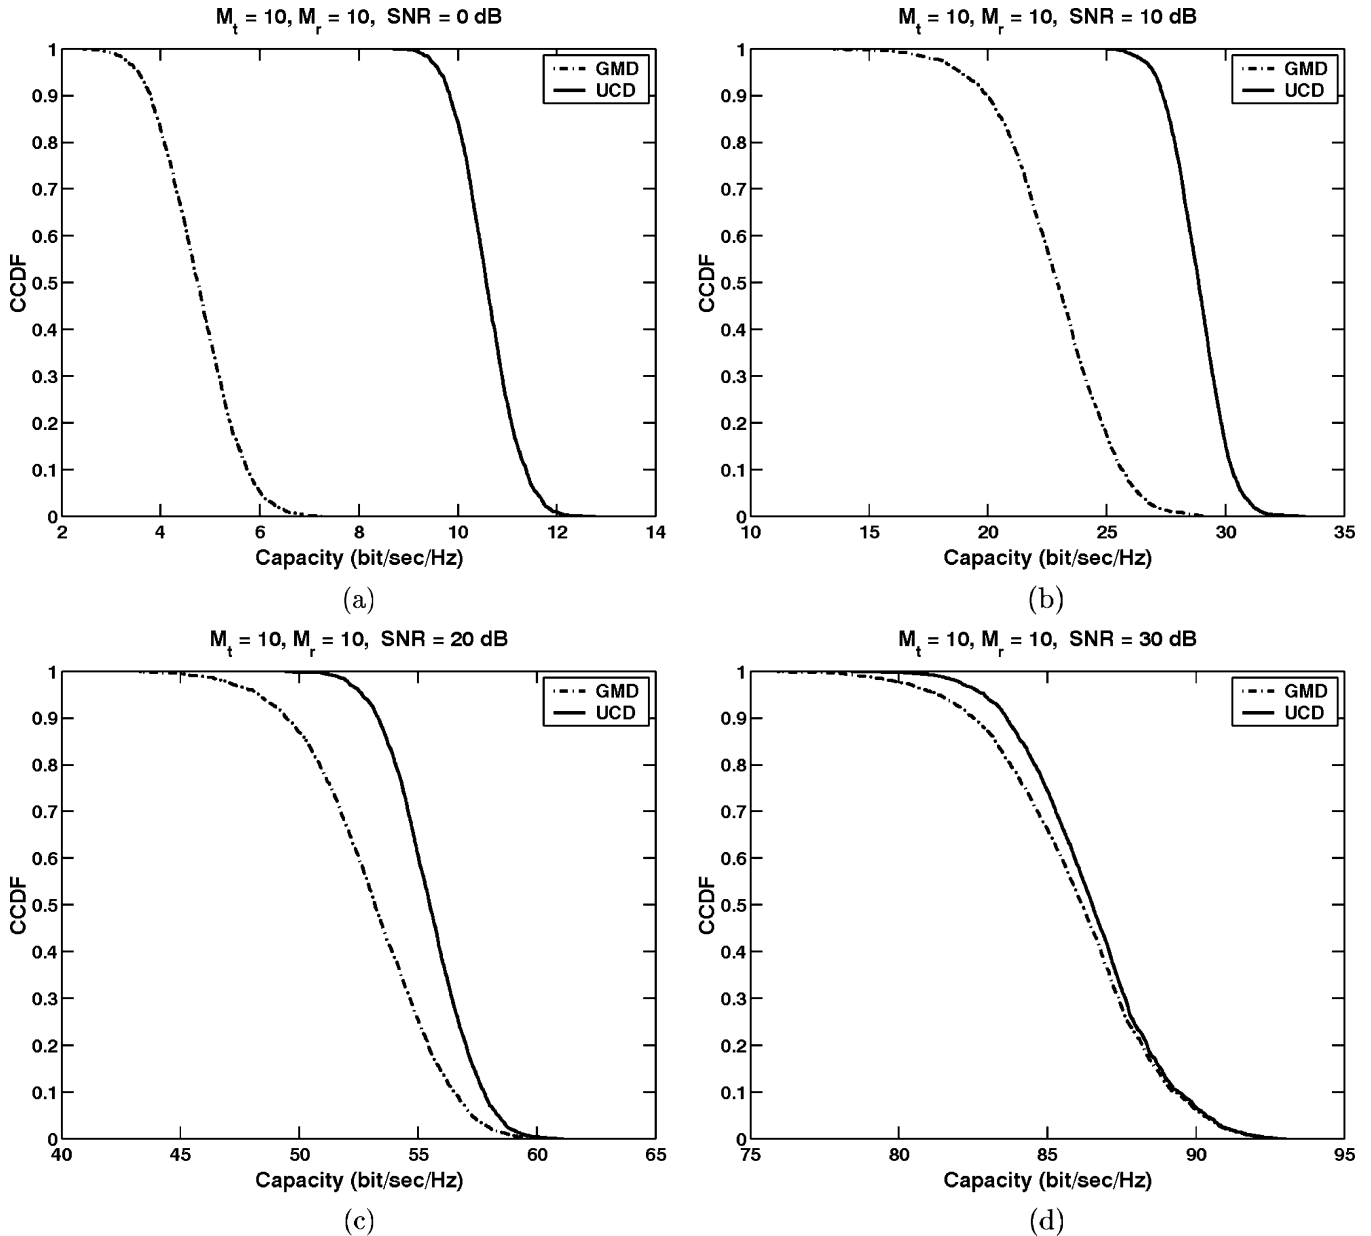 M_t = 10, M_r = 10, SNR = 0 dB
1
0.9
0.8
0.7
0.6
0.5
0.4
0.3
0.2
0.1
0
CCDF
GMD
UCD
2 4 6 8 10 12 14
Capacity (bit/sec/Hz)
(a)
M_t = 10, M_r = 10, SNR = 10 dB
1
0.9
0.8
0.7
0.6
0.5
0.4
0.3
0.2
0.1
0
CCDF
GMD
UCD
10 15 20 25 30 35
Capacity (bit/sec/Hz)
(b)
M_t = 10, M_r = 10, SNR = 20 dB
1
0.9
0.8
0.7
0.6
0.5
0.4
0.3
0.2
0.1
0
CCDF
GMD
UCD
40 45 50 55 60 65
Capacity (bit/sec/Hz)
(c)
M_t = 10, M_r = 10, SNR = 30 dB
1
0.9
0.8
0.7
0.6
0.5
0.4
0.3
0.2
0.1
0
CCDF
GMD
UCD
75 80 85 90 95
Capacity (bit/sec/Hz)
(d)